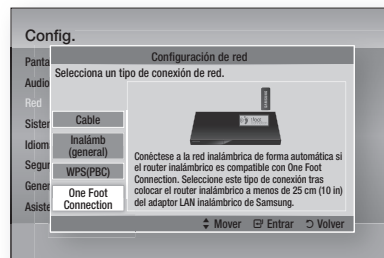 Config.
Configuración de red
Panta
Selecciona un tipo de conexión de red.
Audio
Red
Sister
Idiom
Segur
Gener
Asiste
Cable
Inalámb
(general)
WPS(PBC)
One Foot
Connection
Conéctese a la red inalámbrica de forma automática si
el router inalámbrico es compatible con One Foot
Connection. Seleccione este tipo de conexión tras
colocar el router inalámbrico a menos de 25 cm (10 in)
del adaptor LAN inalámbrico de Samsung.
Mover Entrar Volver